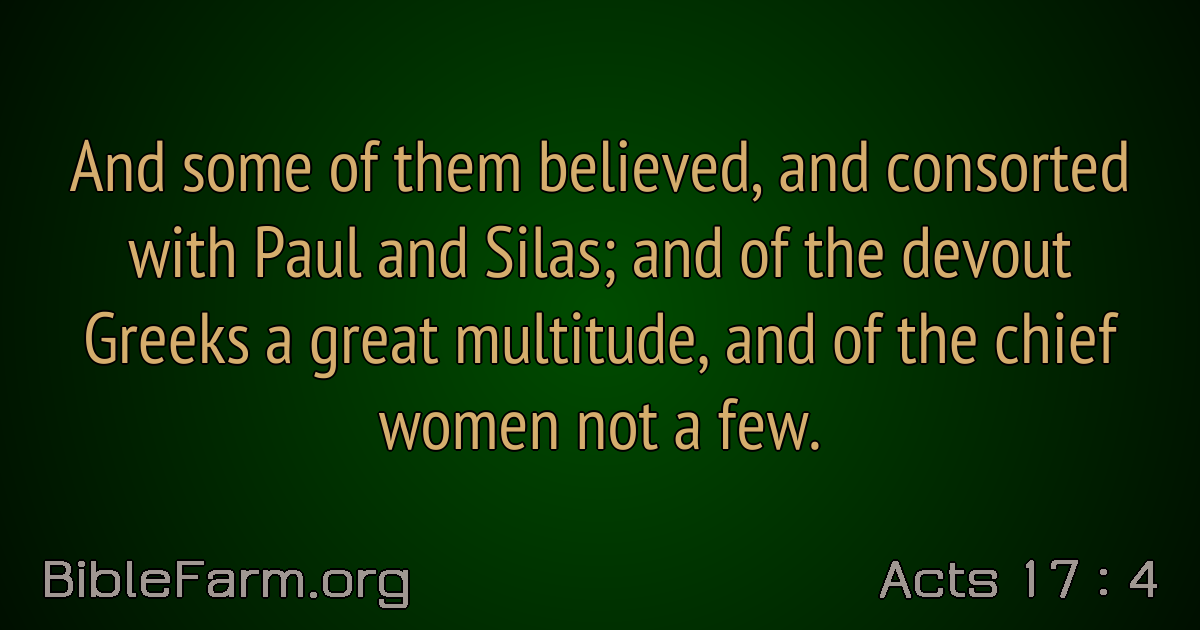 And some of them believed, and consorted
with Paul and Silas; and of the devout
Greeks a great multitude, and of the chief
women not a few.
BibleFarm.org
Acts 17 : 4